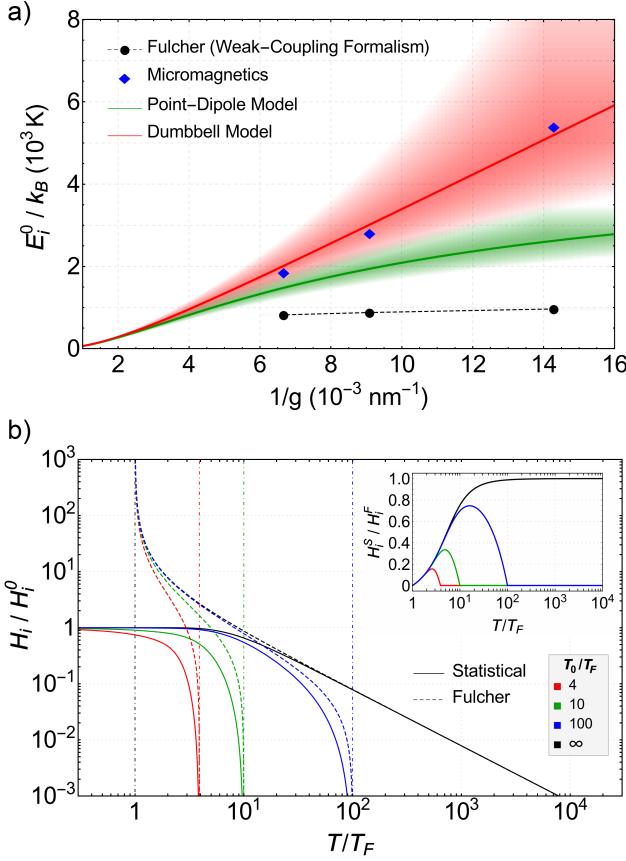 a)
8
6
4
2
0
E_i^0 / k_B (10^3 K)
Fulcher (Weak–Coupling Formalism)
Micromagnetics
Point–Dipole Model
Dumbbell Model
2 4 6 8 10 12 14 16
1/g (10^-3 nm^-1)
b)
10^3
10^2
10^1
1
10^-1
10^-2
10^-3
H_i / H_i^0
1.0
0.8
0.6
0.4
0.2
0
H_i^S / H_i^F
1 10^1 10^2 10^3 10^4
T/T_F
Statistical
Fulcher
T_0/T_F
4
10
100
∞
1 10^1 10^2 10^3 10^4
T/T_F